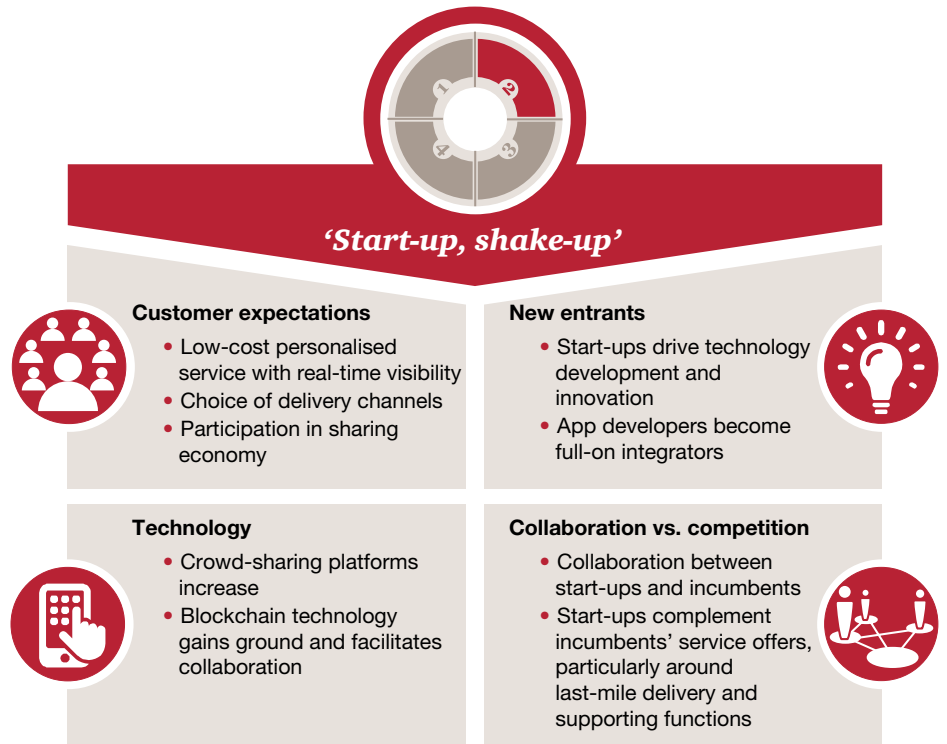 1
2
4
3
‘Start-up, shake-up’
Customer expectations
• Low-cost personalised
service with real-time visibility
• Choice of delivery channels
• Participation in sharing
economy
New entrants
• Start-ups drive technology
development and
innovation
• App developers become
full-on integrators
Technology
• Crowd-sharing platforms
increase
• Blockchain technology
gains ground and facilitates
collaboration
Collaboration vs. competition
• Collaboration between
start-ups and incumbents
• Start-ups complement
incumbents’ service offers,
particularly around
last-mile delivery and
supporting functions